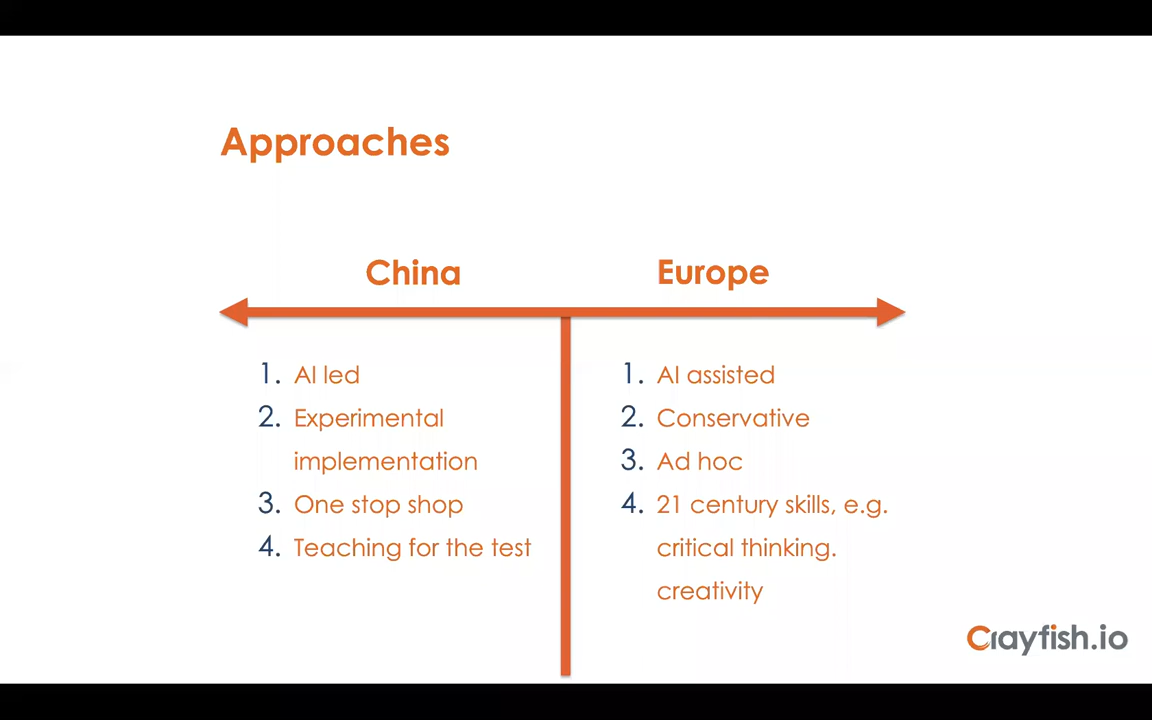 Approaches
China
Europe
1. AI led
2. Experimental
implementation
3. One stop shop
4. Teaching for the test
1. AI assisted
2. Conservative
3. Ad hoc
4. 21 century skills, e.g.
critical thinking.
creativity
Crayfish.io